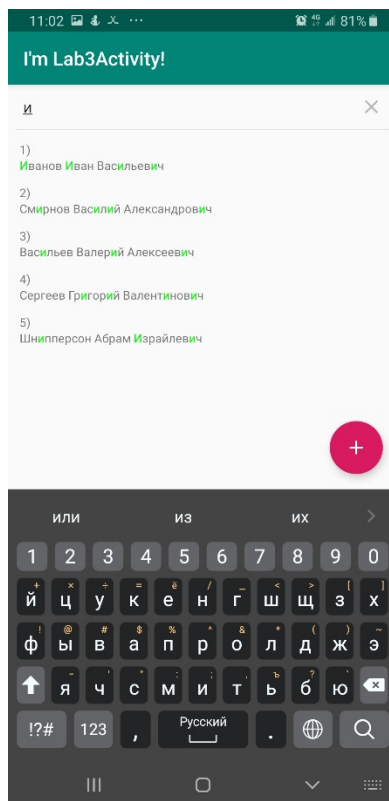 11:02 ··· 4G 81%
I'm Lab3Activity!
и
1)
Иванов Иван Васильевич
2)
Смирнов Василий Александрович
3)
Васильев Валерий Алексеевич
4)
Сергеев Григорий Валентинович
5)
Шнипперсон Абрам Израйлевич
+
или из их
1 2 3 4 5 6 7 8 9 0
+ × ÷ = ё / _ < > [ ]
й ц у к е н г ш щ з х
! @ # $ % ^ & * ( ) ~
ф ы в а п р о л д ж э
я ч с м и т ь б ю
!?# 123 , Русский .